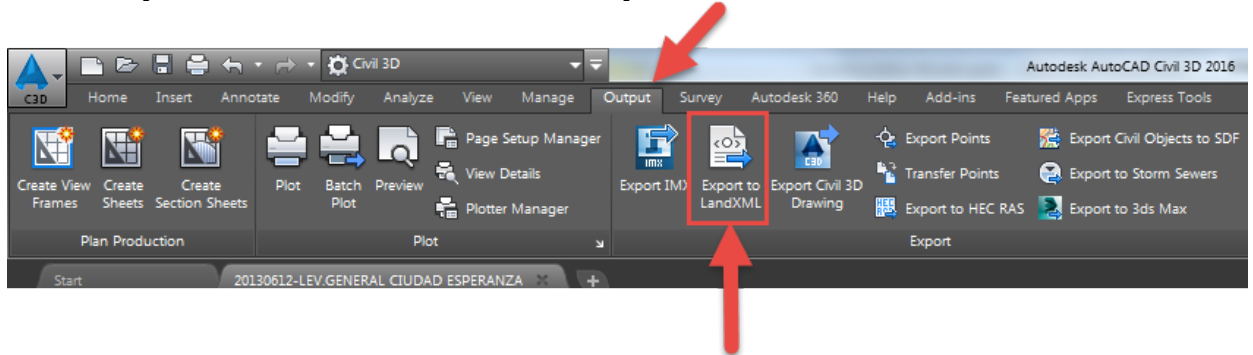 Civil 3D
Autodesk AutoCAD Civil 3D 2016
C3D
Home Insert Annotate Modify Analyze View Manage Output Survey Autodesk 360 Help Add-ins Featured Apps Express Tools
Page Setup Manager
Export Points
Export Civil Objects to SDF
IMX
<O>
C3D
View Details
Transfer Points
Export to Storm Sewers
Create View Frames
Create Sheets
Create Section Sheets
Plot
Batch Plot
Preview
Export IMX
Export to LandXML
Export Civil 3D Drawing
Plotter Manager
HEC RAS
Export to HEC RAS
Export to 3ds Max
Plan Production
Plot
Export
Start
20130612-LEV.GENERAL CIUDAD ESPERANZA